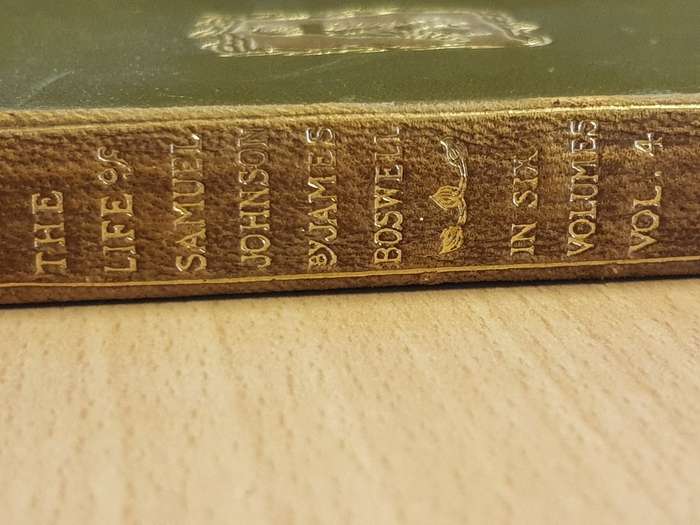 THE
LIFE of
SAMUEL
JOHNSON
By JAMES
BOSWELL
IN SIX
VOLUMES
VOL. 4